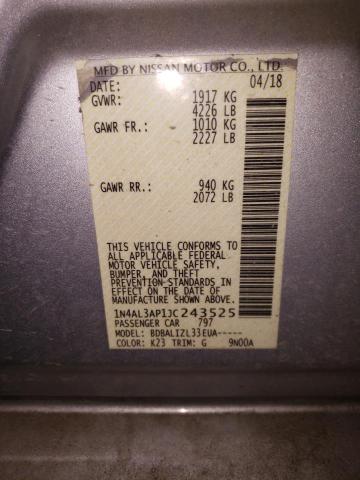 MFD BY NISSAN MOTOR CO., LTD.
DATE: 04/18
GVWR: 1917 KG
4226 LB
GAWR FR.: 1010 KG
2227 LB
GAWR RR.: 940 KG
2072 LB
THIS VEHICLE CONFORMS TO
ALL APPLICABLE FEDERAL
MOTOR VEHICLE SAFETY,
BUMPER, AND THEFT
PREVENTION-STANDARDS IN
EFFECT ON THE DATE OF
MANUFACTURE SHOWN ABOVE.
1N4AL3AP1JC243525
PASSENGER CAR 797
MODEL: BDBALIZL33EUA-----
COLOR: K23 TRIM: G 9N00A